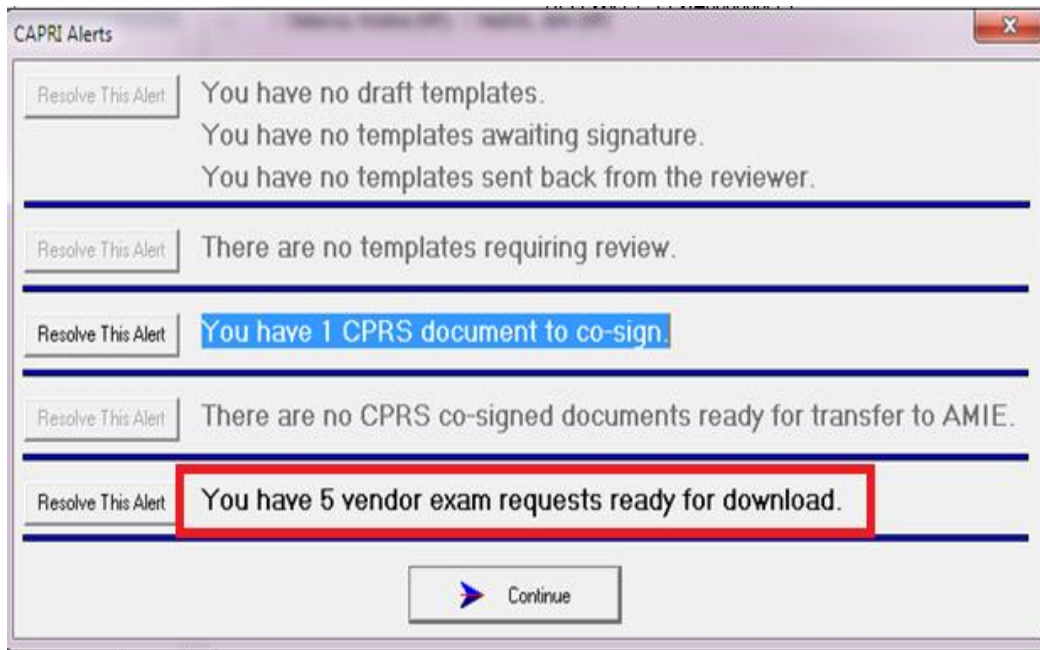 CAPRI Alerts
Resolve This Alert
You have no draft templates.
You have no templates awaiting signature.
You have no templates sent back from the reviewer.
Resolve This Alert
There are no templates requiring review.
Resolve This Alert
You have 1 CPRS document to co-sign.
Resolve This Alert
There are no CPRS co-signed documents ready for transfer to AMIE.
Resolve This Alert
You have 5 vendor exam requests ready for download.
Continue